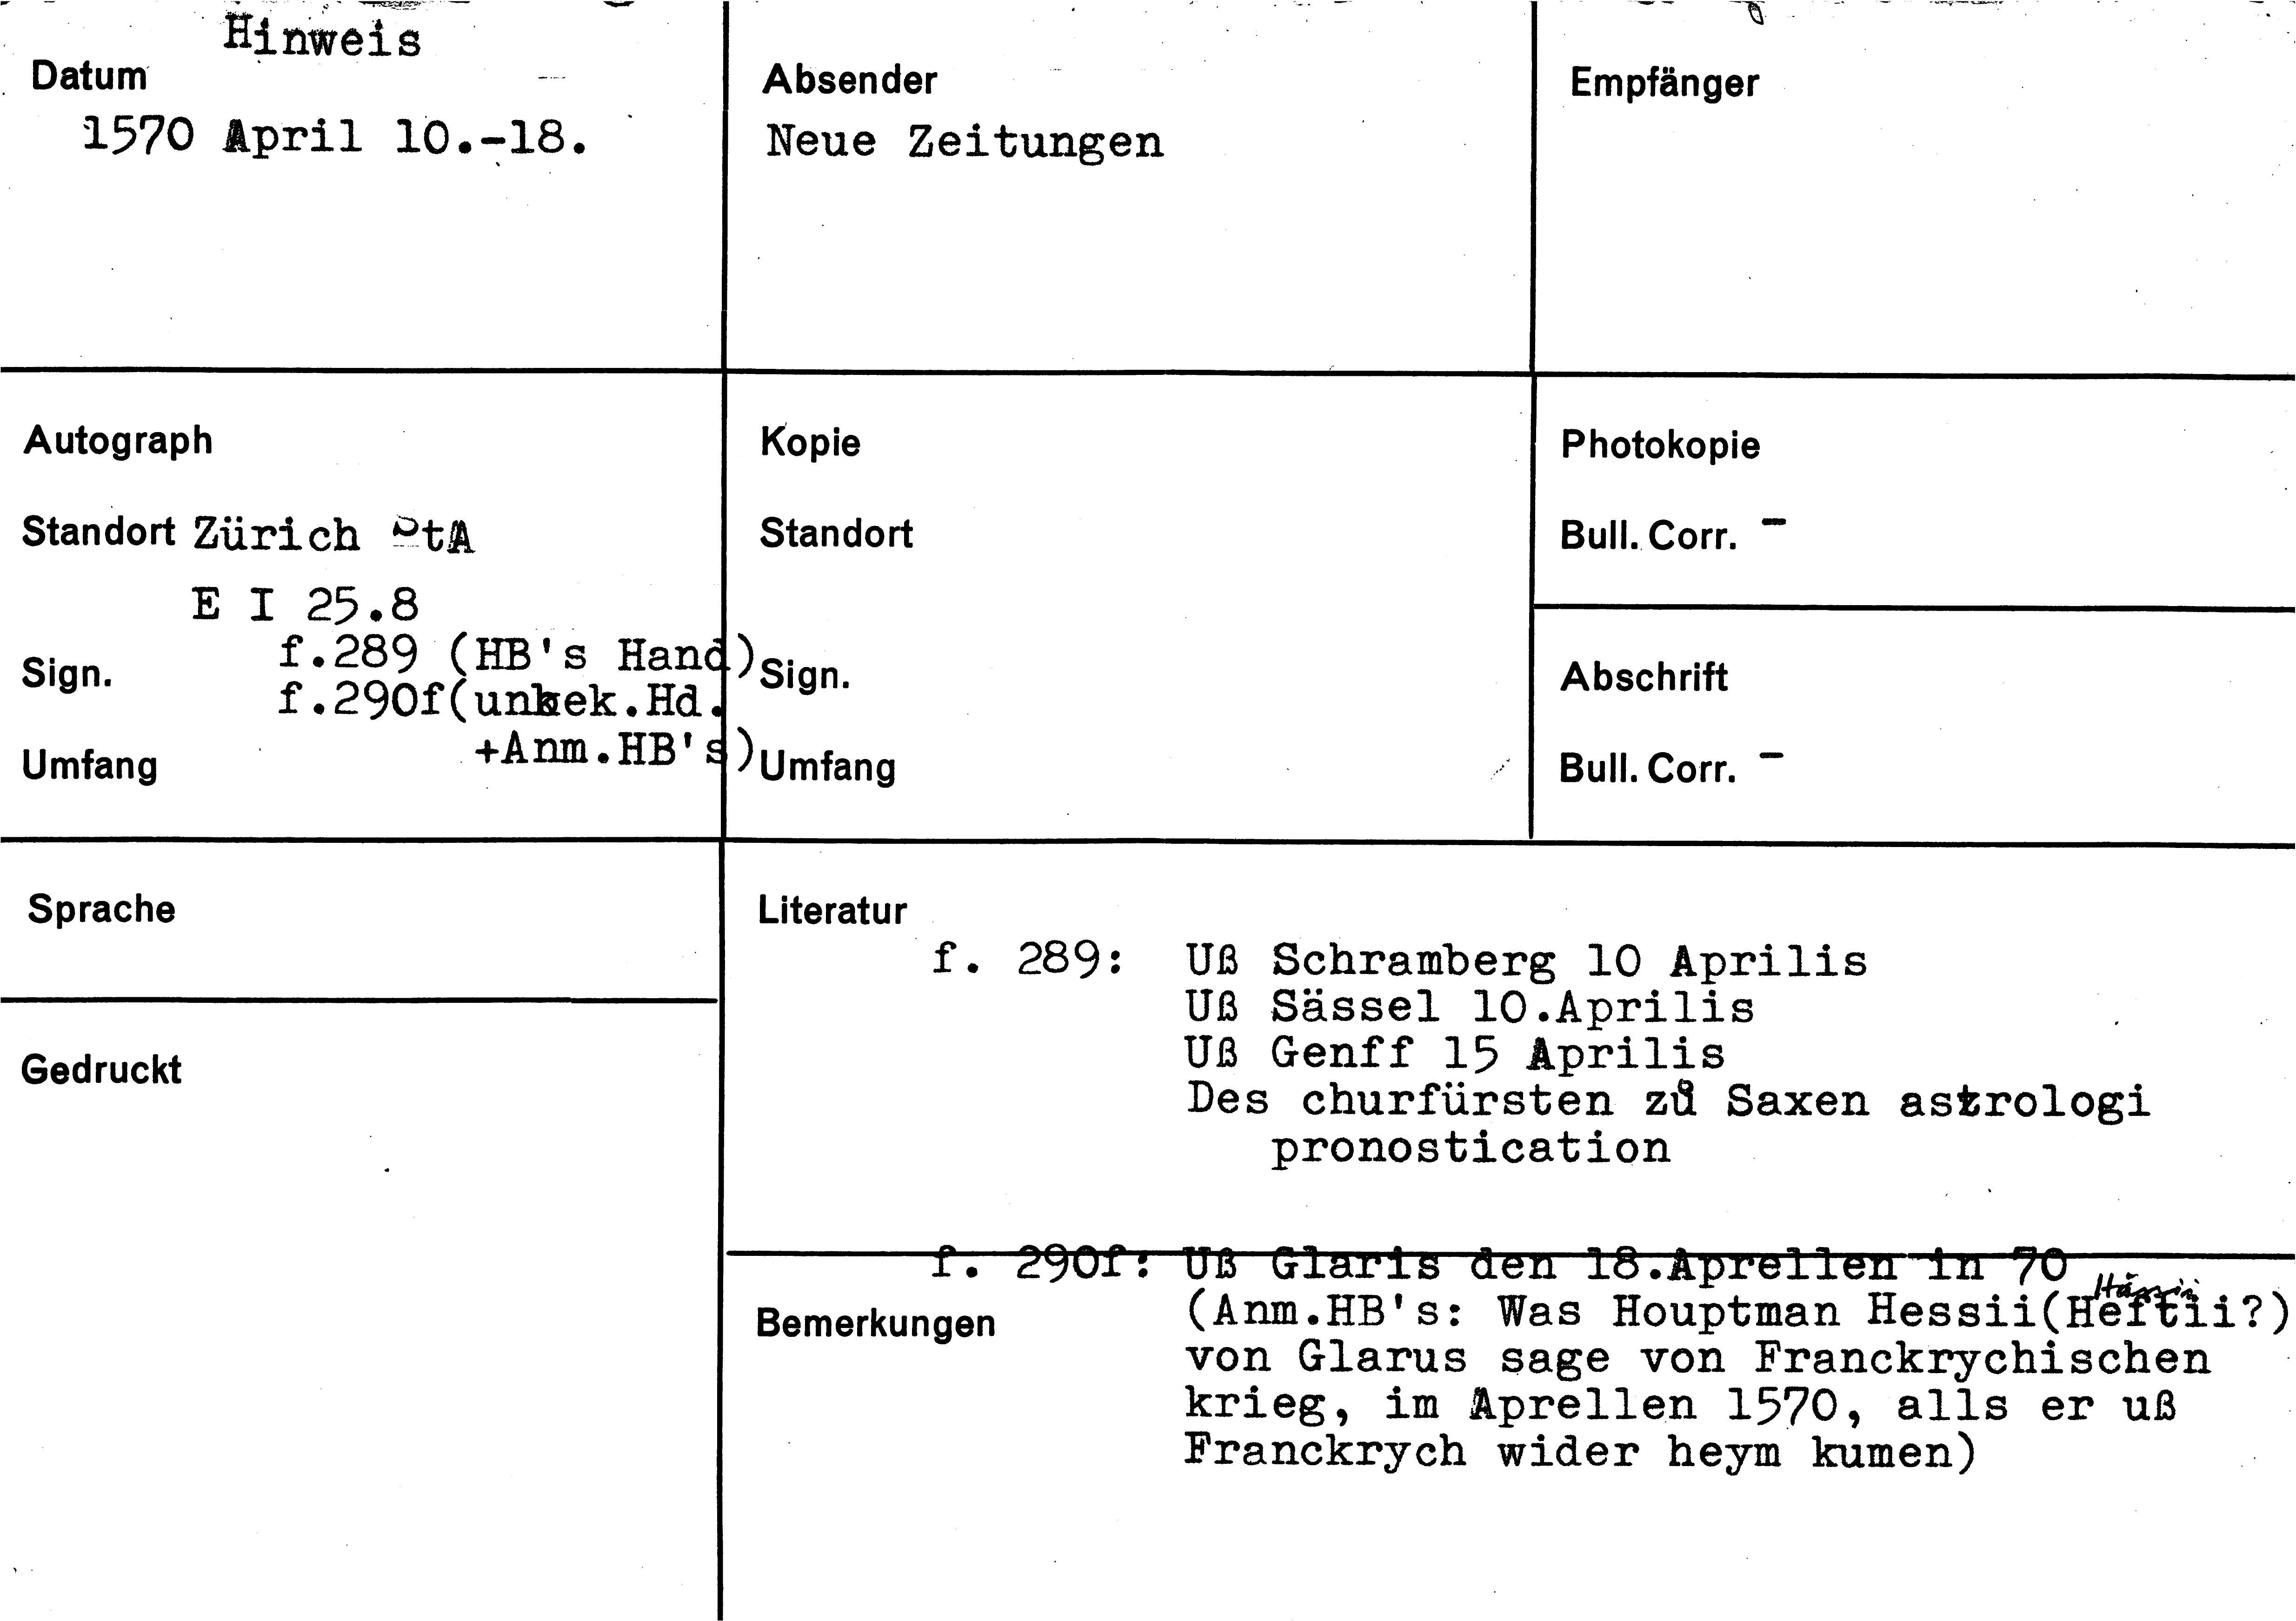 Hinweis
Datum
1570 April 10.-18.
Absender
Neue Zeitungen
Empfänger
Autograph
Standort Zürich StA
E I 25.8
Sign. f.289 (HB's Hand)
f.290f(unbek.Hd.
+Anm.HB's)
Umfang
Kopie
Standort
Sign.
Umfang
Photokopie
Bull. Corr. -
Abschrift
Bull. Corr. -
Sprache
Gedruckt
Literatur
f. 289: Uß Schramberg 10 Aprilis
Uß Sässel 10.Aprilis
Uß Genff 15 Aprilis
Des churfürsten zů Saxen astrologi
pronostication
f. 290f: Uß Glaris den 18.Aprellen in 70
Bemerkungen
(Anm.HB's: Was Houptman Hessii(Heftii?)
von Glarus sage von Franckrychischen
krieg, im Aprellen 1570, alls er uß
Franckrych wider heym kumen)